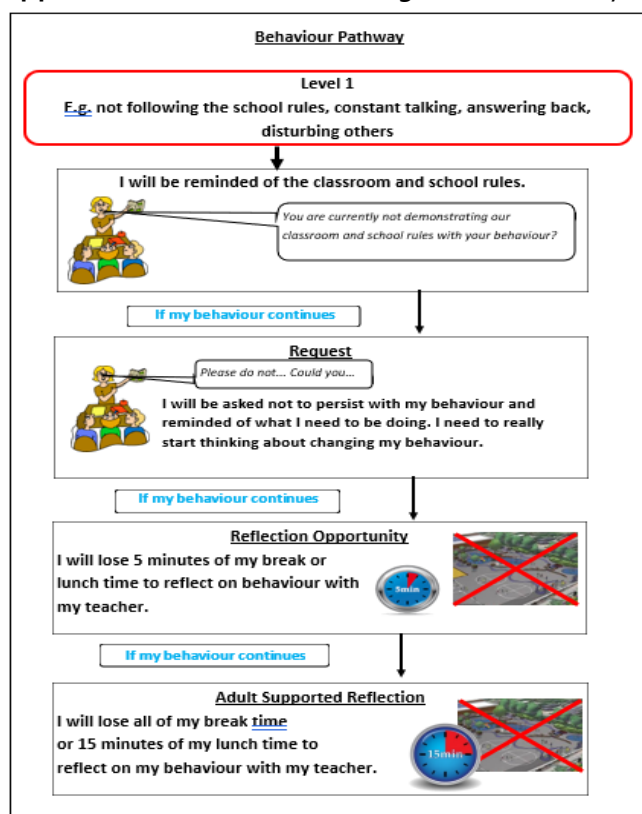 Behaviour Pathway
Level 1
E.g. not following the school rules, constant talking, answering back,
disturbing others
I will be reminded of the classroom and school rules.
You are currently not demonstrating our
classroom and school rules with your behaviour?
If my behaviour continues
Request
Please do not... Could you...
I will be asked not to persist with my behaviour and
reminded of what I need to be doing. I need to really
start thinking about changing my behaviour.
If my behaviour continues
Reflection Opportunity
I will lose 5 minutes of my break or
lunch time to reflect on behaviour with
my teacher.
5min
If my behaviour continues
Adult Supported Reflection
I will lose all of my break time
or 15 minutes of my lunch time to
reflect on my behaviour with my teacher.
15min